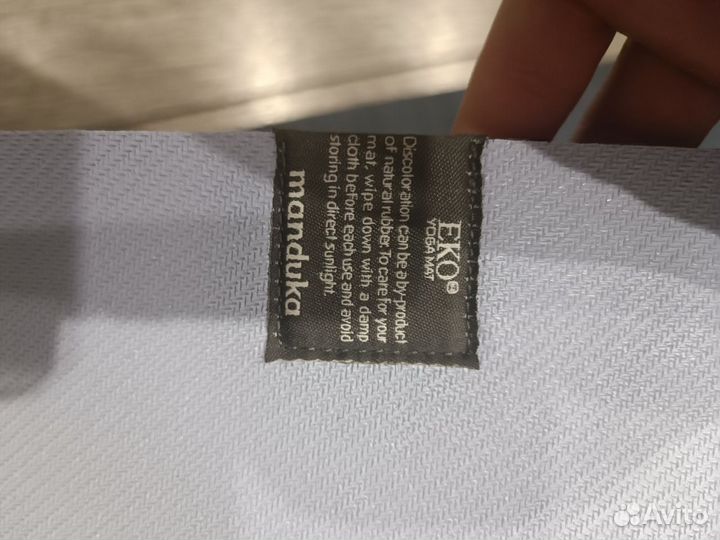 EKO®
YOGA MAT
Discoloration can be a by-product
of natural rubber. To care for your
mat, wipe down with a damp
cloth before each use and avoid
storing in direct sunlight.
manduka
Avito